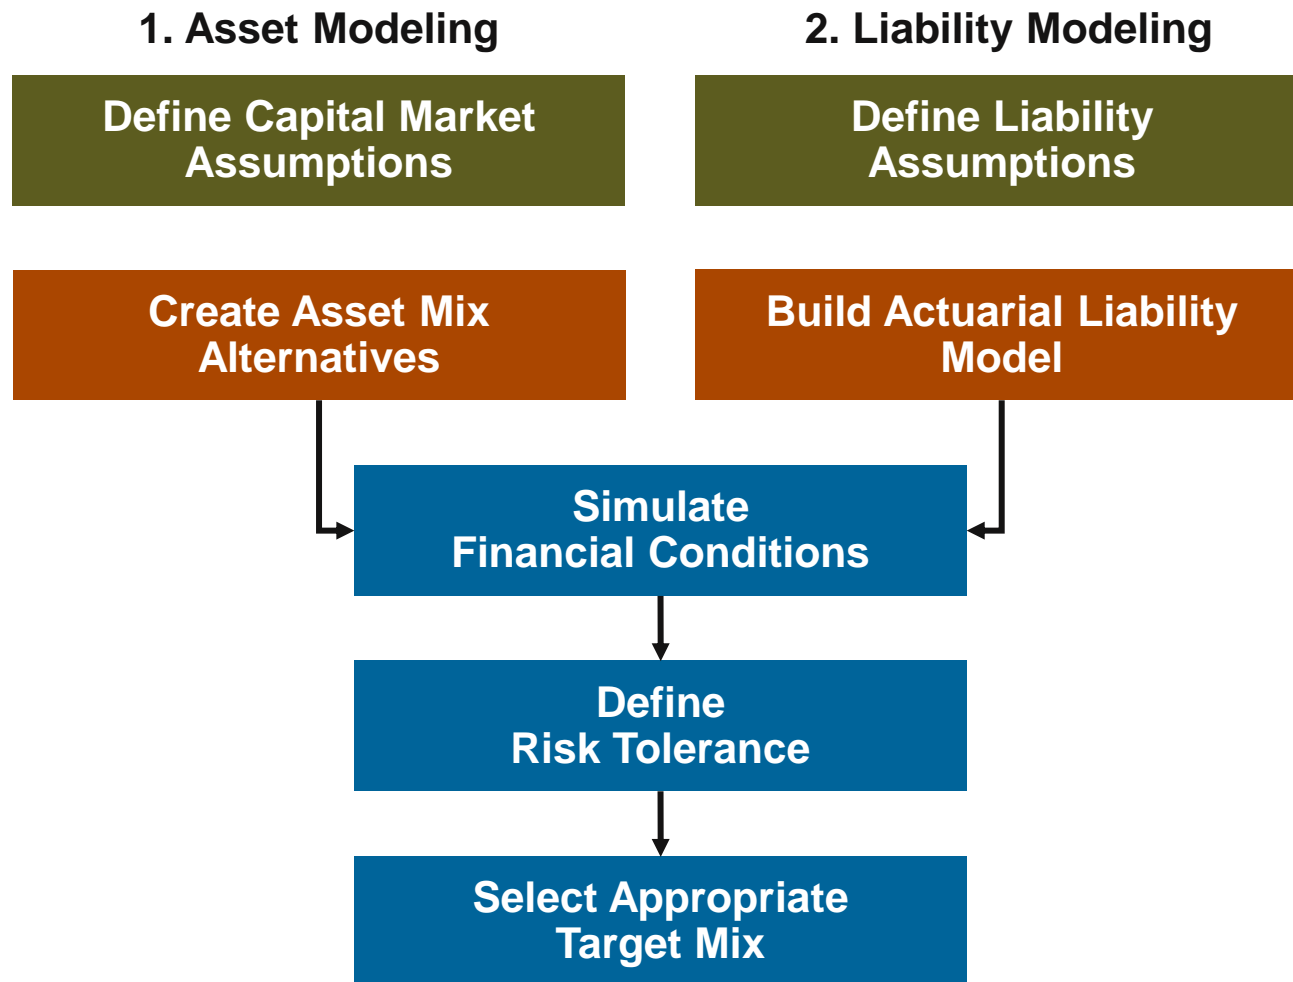 1. Asset Modeling
2. Liability Modeling
Define Capital Market
Assumptions
Define Liability
Assumptions
Create Asset Mix
Alternatives
Build Actuarial Liability
Model
Simulate
Financial Conditions
Define
Risk Tolerance
Select Appropriate
Target Mix